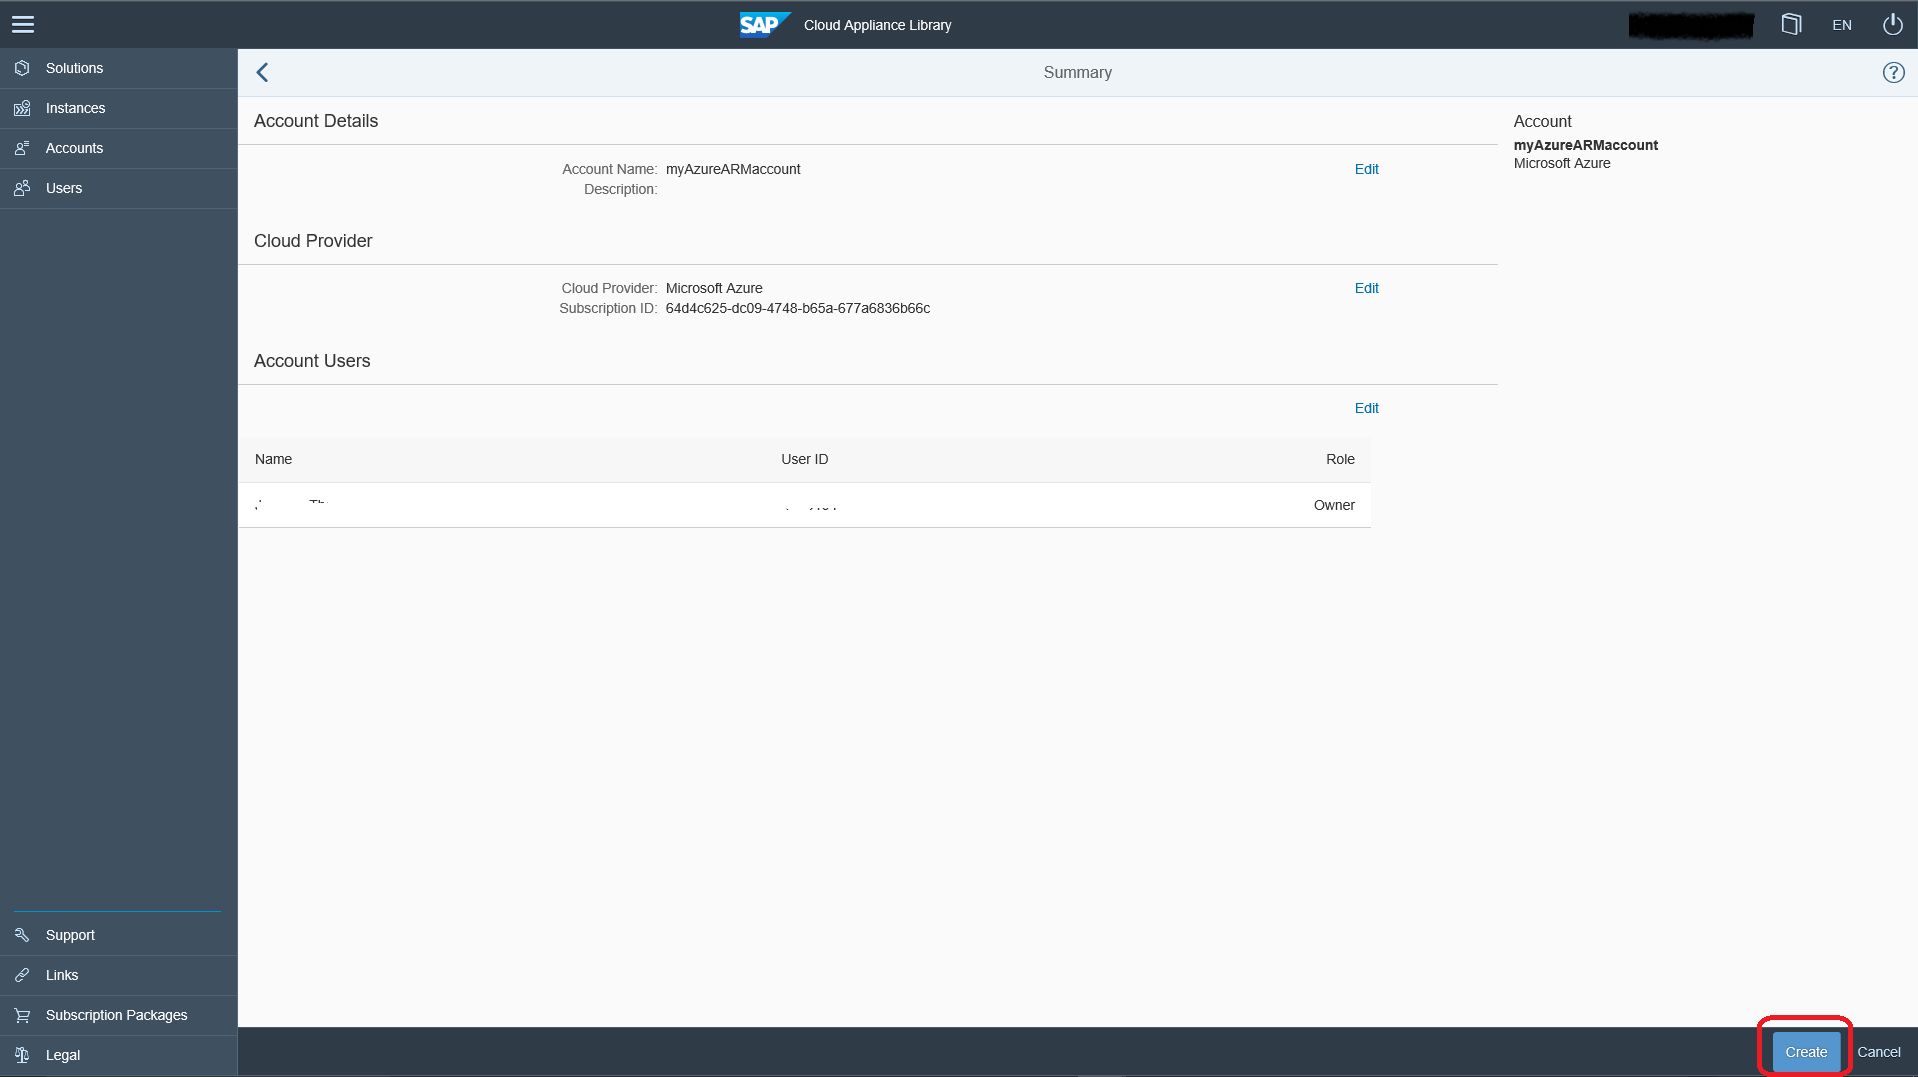 SAP Cloud Appliance Library
EN
Solutions
Instances
Accounts
Users
Summary
Account Details
Account Name: myAzureARMaccount
Edit
Description:
Cloud Provider
Cloud Provider: Microsoft Azure
Edit
Subscription ID: 64d4c625-dc09-4748-b65a-677a6836b66c
Account Users
Edit
Name User ID Role
Owner
Account
myAzureARMaccount
Microsoft Azure
Support
Links
Subscription Packages
Legal
Create Cancel